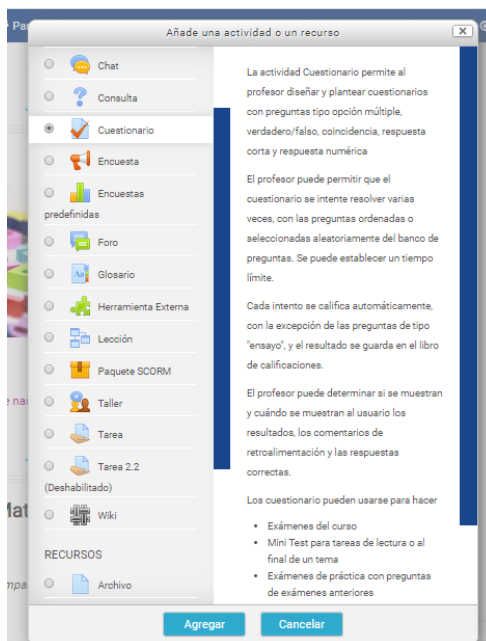 Pa
Añade una actividad o un recurso
Chat
Consulta
Cuestionario
Encuesta
Encuestas
predefinidas
Foro
Glosario
Herramienta Externa
Lección
Paquete SCORM
Taller
Tarea
Tarea 2.2
(Deshabilitado)
Wiki
RECURSOS
Archivo
La actividad Cuestionario permite al
profesor diseñar y plantear cuestionarios
con preguntas tipo opción múltiple,
verdadero/falso, coincidencia, respuesta
corta y respuesta numérica
El profesor puede permitir que el
cuestionario se intente resolver varias
veces, con las preguntas ordenadas o
seleccionadas aleatoriamente del banco de
preguntas. Se puede establecer un tiempo
límite.
Cada intento se califica automáticamente,
con la excepción de las preguntas de tipo
"ensayo", y el resultado se guarda en el libro
de calificaciones.
El profesor puede determinar si se muestran
y cuándo se muestran al usuario los
resultados, los comentarios de
retroalimentación y las respuestas
correctas.
Los cuestionario pueden usarse para hacer
• Exámenes del curso
• Mini Test para tareas de lectura o al
final de un tema
• Exámenes de práctica con preguntas
de exámenes anteriores
Agregar
Cancelar